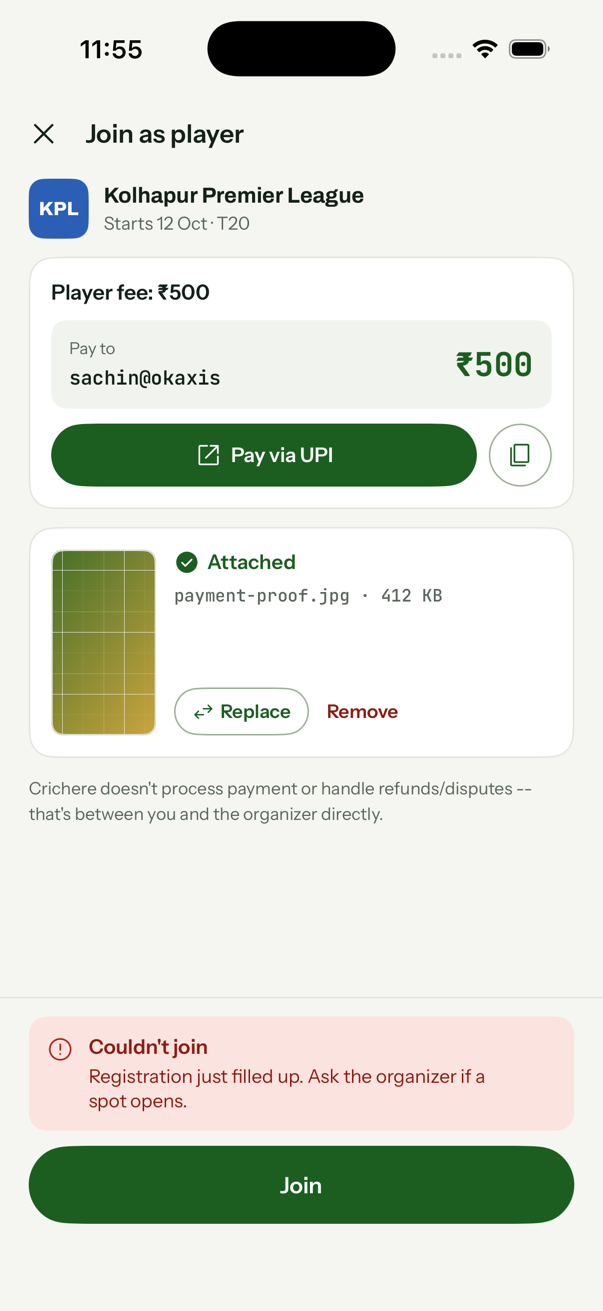 11:55
Join as player
KPL
Kolhapur Premier League
Starts 12 Oct · T20
Player fee: ₹500
Pay to
sachin@okaxis
₹500
Pay via UPI
Attached
payment-proof.jpg · 412 KB
Replace
Remove
Crichere doesn't process payment or handle refunds/disputes --
that's between you and the organizer directly.
Couldn't join
Registration just filled up. Ask the organizer if a
spot opens.
Join